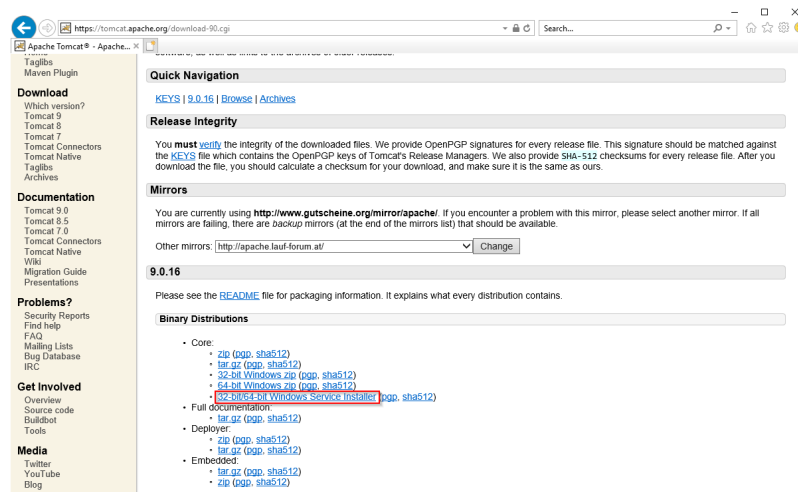 https://tomcat.apache.org/download-90.cgi
Search...
Apache Tomcat® - Apache...
Taglibs
Maven Plugin
Download
Which version?
Tomcat 9
Tomcat 8
Tomcat 7
Tomcat Connectors
Tomcat Native
Taglibs
Archives
Documentation
Tomcat 9.0
Tomcat 8.5
Tomcat 7.0
Tomcat Connectors
Tomcat Native
Wiki
Migration Guide
Presentations
Problems?
Security Reports
Find help
FAQ
Mailing Lists
Bug Database
IRC
Get Involved
Overview
Source code
Buildbot
Tools
Media
Twitter
YouTube
Blog
Quick Navigation
KEYS | 9.0.16 | Browse | Archives
Release Integrity
You must verify the integrity of the downloaded files. We provide OpenPGP signatures for every release file. This signature should be matched against
the KEYS file which contains the OpenPGP keys of Tomcat's Release Managers. We also provide SHA-512 checksums for every release file. After you
download the file, you should calculate a checksum for your download, and make sure it is the same as ours.
Mirrors
You are currently using http://www.gutscheine.org/mirror/apache/. If you encounter a problem with this mirror, please select another mirror. If all
mirrors are failing, there are backup mirrors (at the end of the mirrors list) that should be available.
Other mirrors: http://apache.lauf-forum.at/ Change
9.0.16
Please see the README file for packaging information. It explains what every distribution contains.
Binary Distributions
• Core:
◦ zip (pgp, sha512)
◦ tar.gz (pgp, sha512)
◦ 32-bit Windows zip (pgp, sha512)
◦ 64-bit Windows zip (pgp, sha512)
◦ 32-bit/64-bit Windows Service Installer (pgp, sha512)
• Full documentation:
◦ tar.gz (pgp, sha512)
• Deployer:
◦ zip (pgp, sha512)
◦ tar.gz (pgp, sha512)
• Embedded:
◦ tar.gz (pgp, sha512)
◦ zip (pgp, sha512)